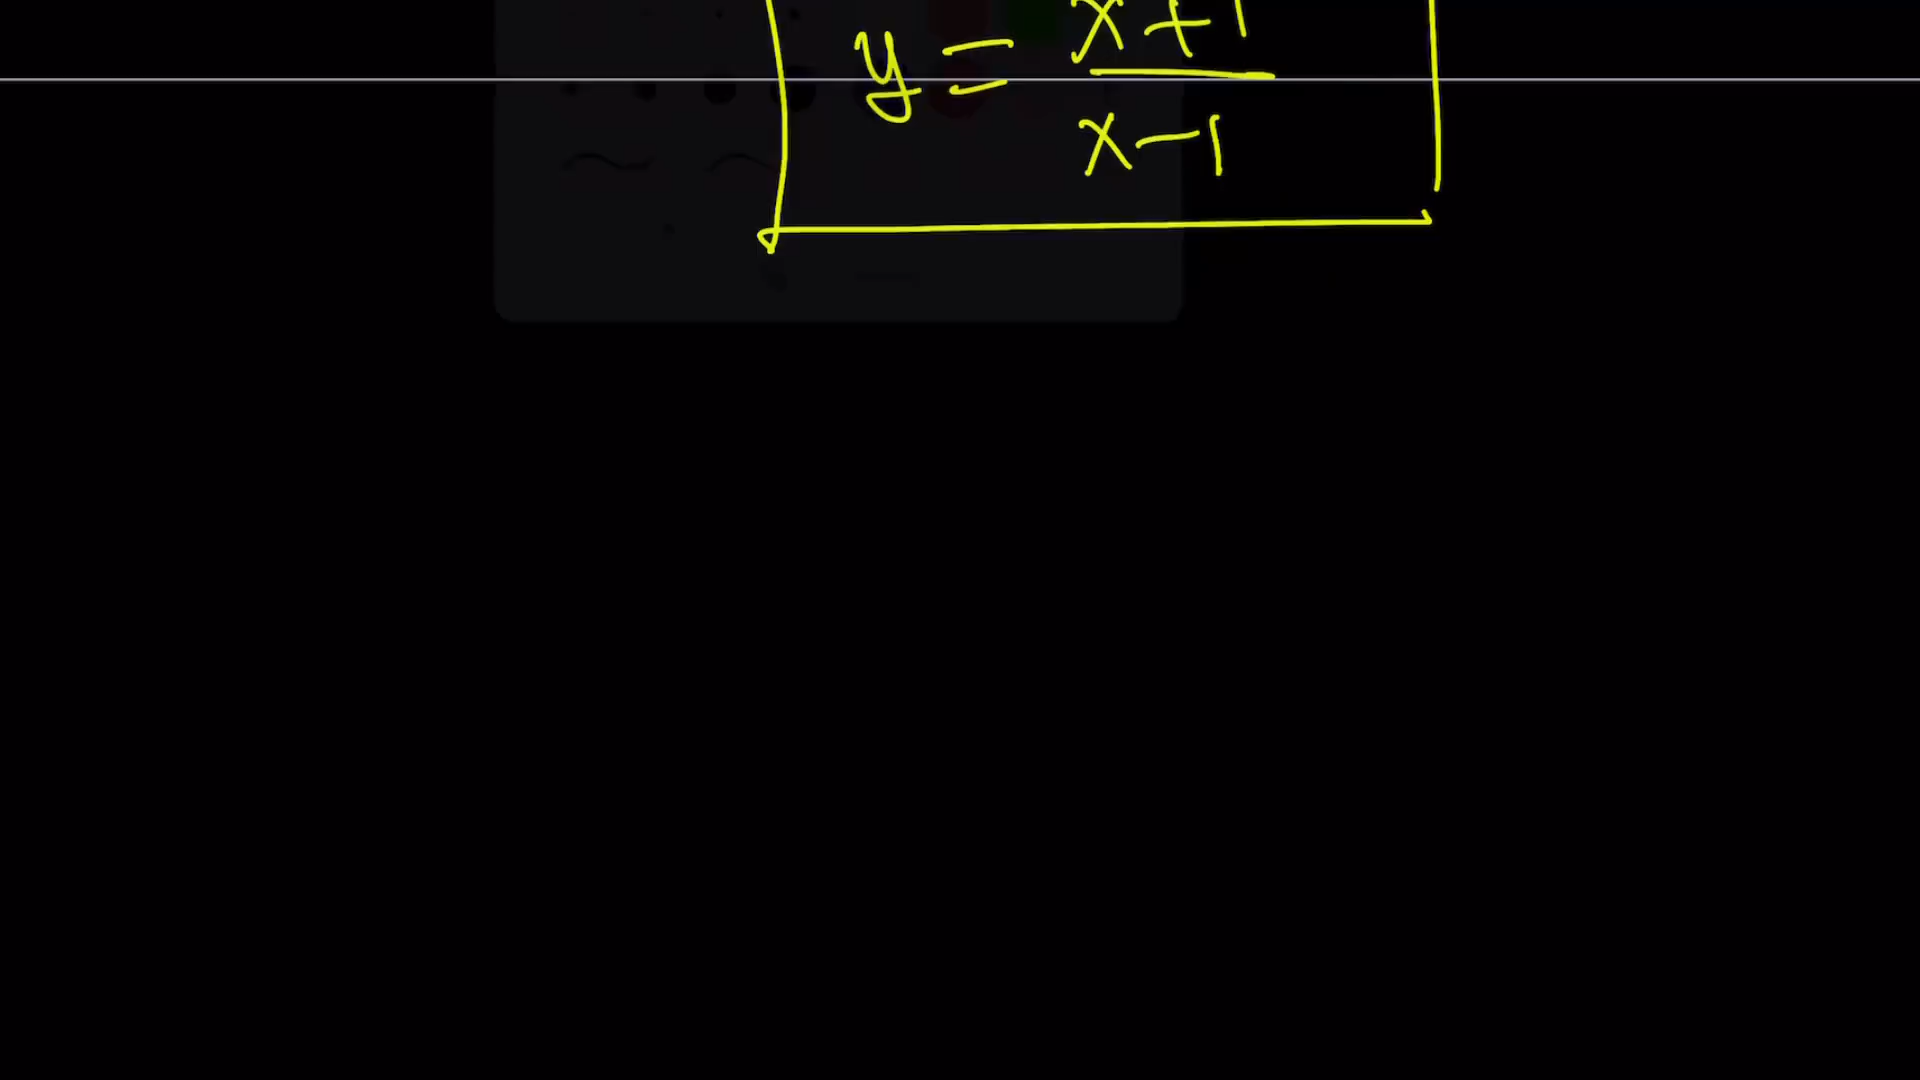 y = x+1
x-1